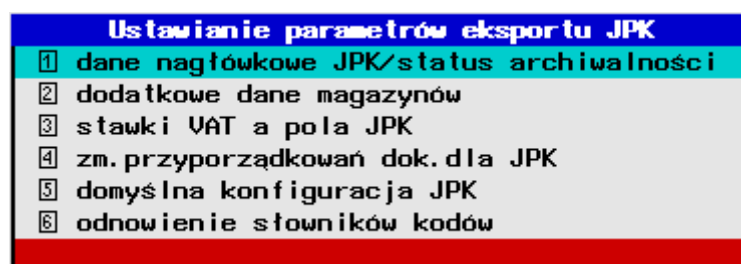 Ustawianie parametrów eksportu JPK
1 dane nagłówkowe JPK/status archiwalności
2 dodatkowe dane magazynów
3 stawki VAT a pola JPK
4 zm.przyporządkowań dok.dla JPK
5 domyślna konfiguracja JPK
6 odnowienie słowników kodów